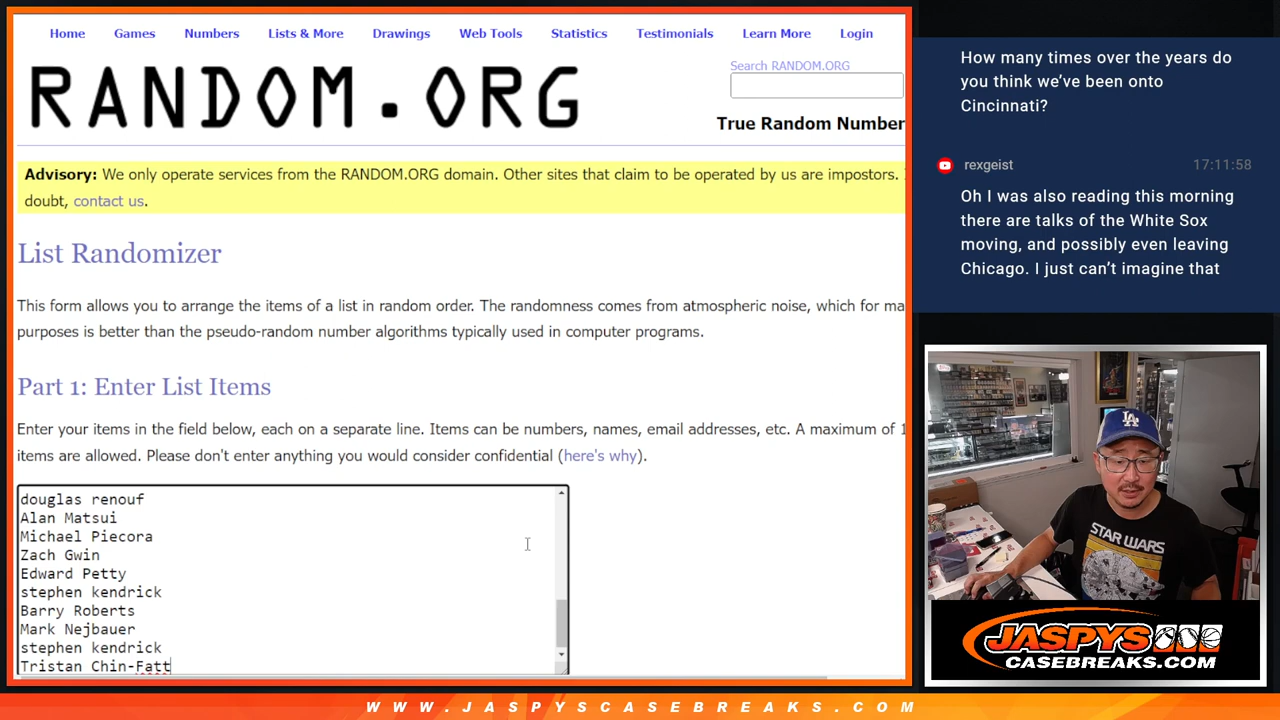 Home Games Numbers Lists & More Drawings Web Tools Statistics Testimonials Learn More Login
RANDOM.ORG
Search RANDOM.ORG
True Random Number
Advisory: We only operate services from the RANDOM.ORG domain. Other sites that claim to be operated by us are impostors.
doubt, contact us.
List Randomizer
This form allows you to arrange the items of a list in random order. The randomness comes from atmospheric noise, which for ma
purposes is better than the pseudo-random number algorithms typically used in computer programs.
Part 1: Enter List Items
Enter your items in the field below, each on a separate line. Items can be numbers, names, email addresses, etc. A maximum of 1
items are allowed. Please don't enter anything you would consider confidential (here's why).
douglas renouf
Alan Matsui
Michael Piecora
Zach Gwin
Edward Petty
stephen kendrick
Barry Roberts
Mark Nejbauer
stephen kendrick
Tristan Chin-Fatt
How many times over the years do
you think we've been onto
Cincinnati?
rexgeist 17:11:58
Oh I was also reading this morning
there are talks of the White Sox
moving, and possibly even leaving
Chicago. I just can't imagine that
LA
STAR WARS
JASPYS
CASEBREAKS.COM
WWW.JASPYSCASEBREAKS.COM